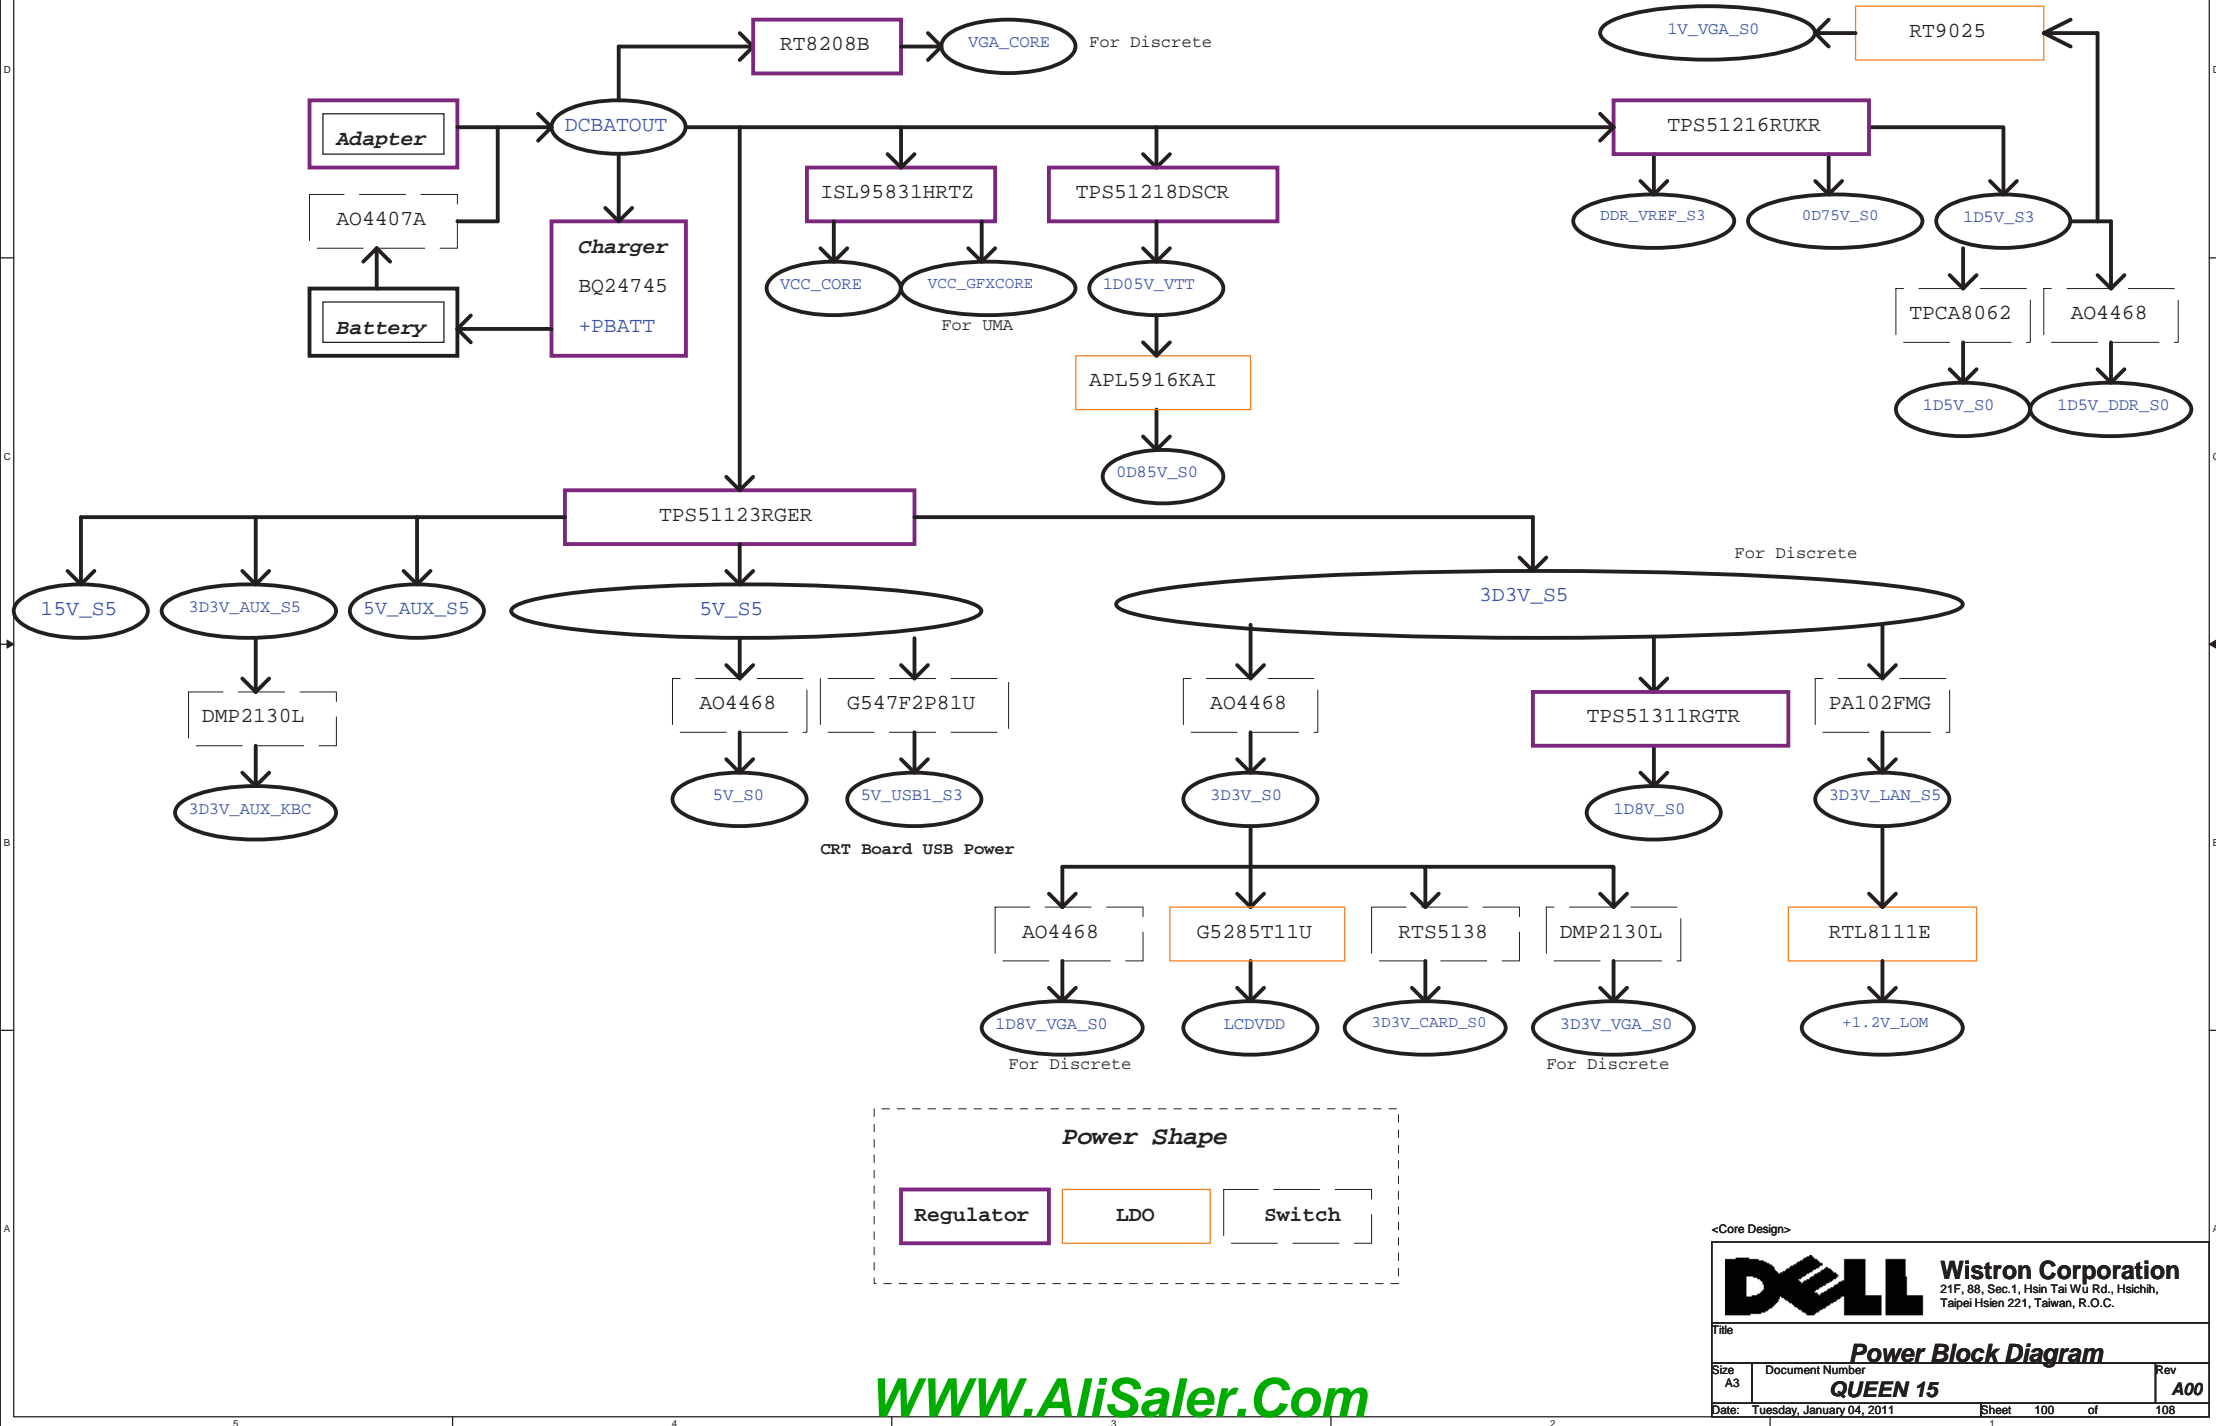 RT8208B
VGA_CORE
For Discrete
1V_VGA_S0
RT9025
D
D
Adapter
DCBATOUT
TPS51216RUKR
AO4407A
ISL95831HRTZ
TPS51218DSCR
DDR_VREF_S3
0D75V_S0
1D5V_S3
Charger
BQ24745
+PBATT
Battery
VCC_CORE
VCC_GFXCORE
For UMA
1D05V_VTT
TPCA8062
AO4468
APL5916KAI
1D5V_S0
1D5V_DDR_S0
C
C
0D85V_S0
TPS51123RGER
For Discrete
15V_S5
3D3V_AUX_S5
5V_AUX_S5
5V_S5
3D3V_S5
DMP2130L
AO4468
G547F2P81U
AO4468
TPS51311RGTR
PA102FMG
3D3V_AUX_KBC
5V_S0
5V_USB1_S3
3D3V_S0
1D8V_S0
3D3V_LAN_S5
B
CRT Board USB Power
B
AO4468
G5285T11U
RTS5138
DMP2130L
RTL8111E
1D8V_VGA_S0
LCDVDD
3D3V_CARD_S0
3D3V_VGA_S0
+1.2V_LOM
For Discrete
For Discrete
Power Shape
Regulator
LDO
Switch
A
A
<Core Design>
DELL
Wistron Corporation
21F, 88, Sec.1, Hsin Tai Wu Rd., Hsichih,
Taipei Hsien 221, Taiwan, R.O.C.
Title
Power Block Diagram
Size
A3
Document Number
QUEEN 15
Rev
A00
Date: Tuesday, January 04, 2011
Sheet 100 of 108
WWW.AliSaler.Com
5
4
3
2
1